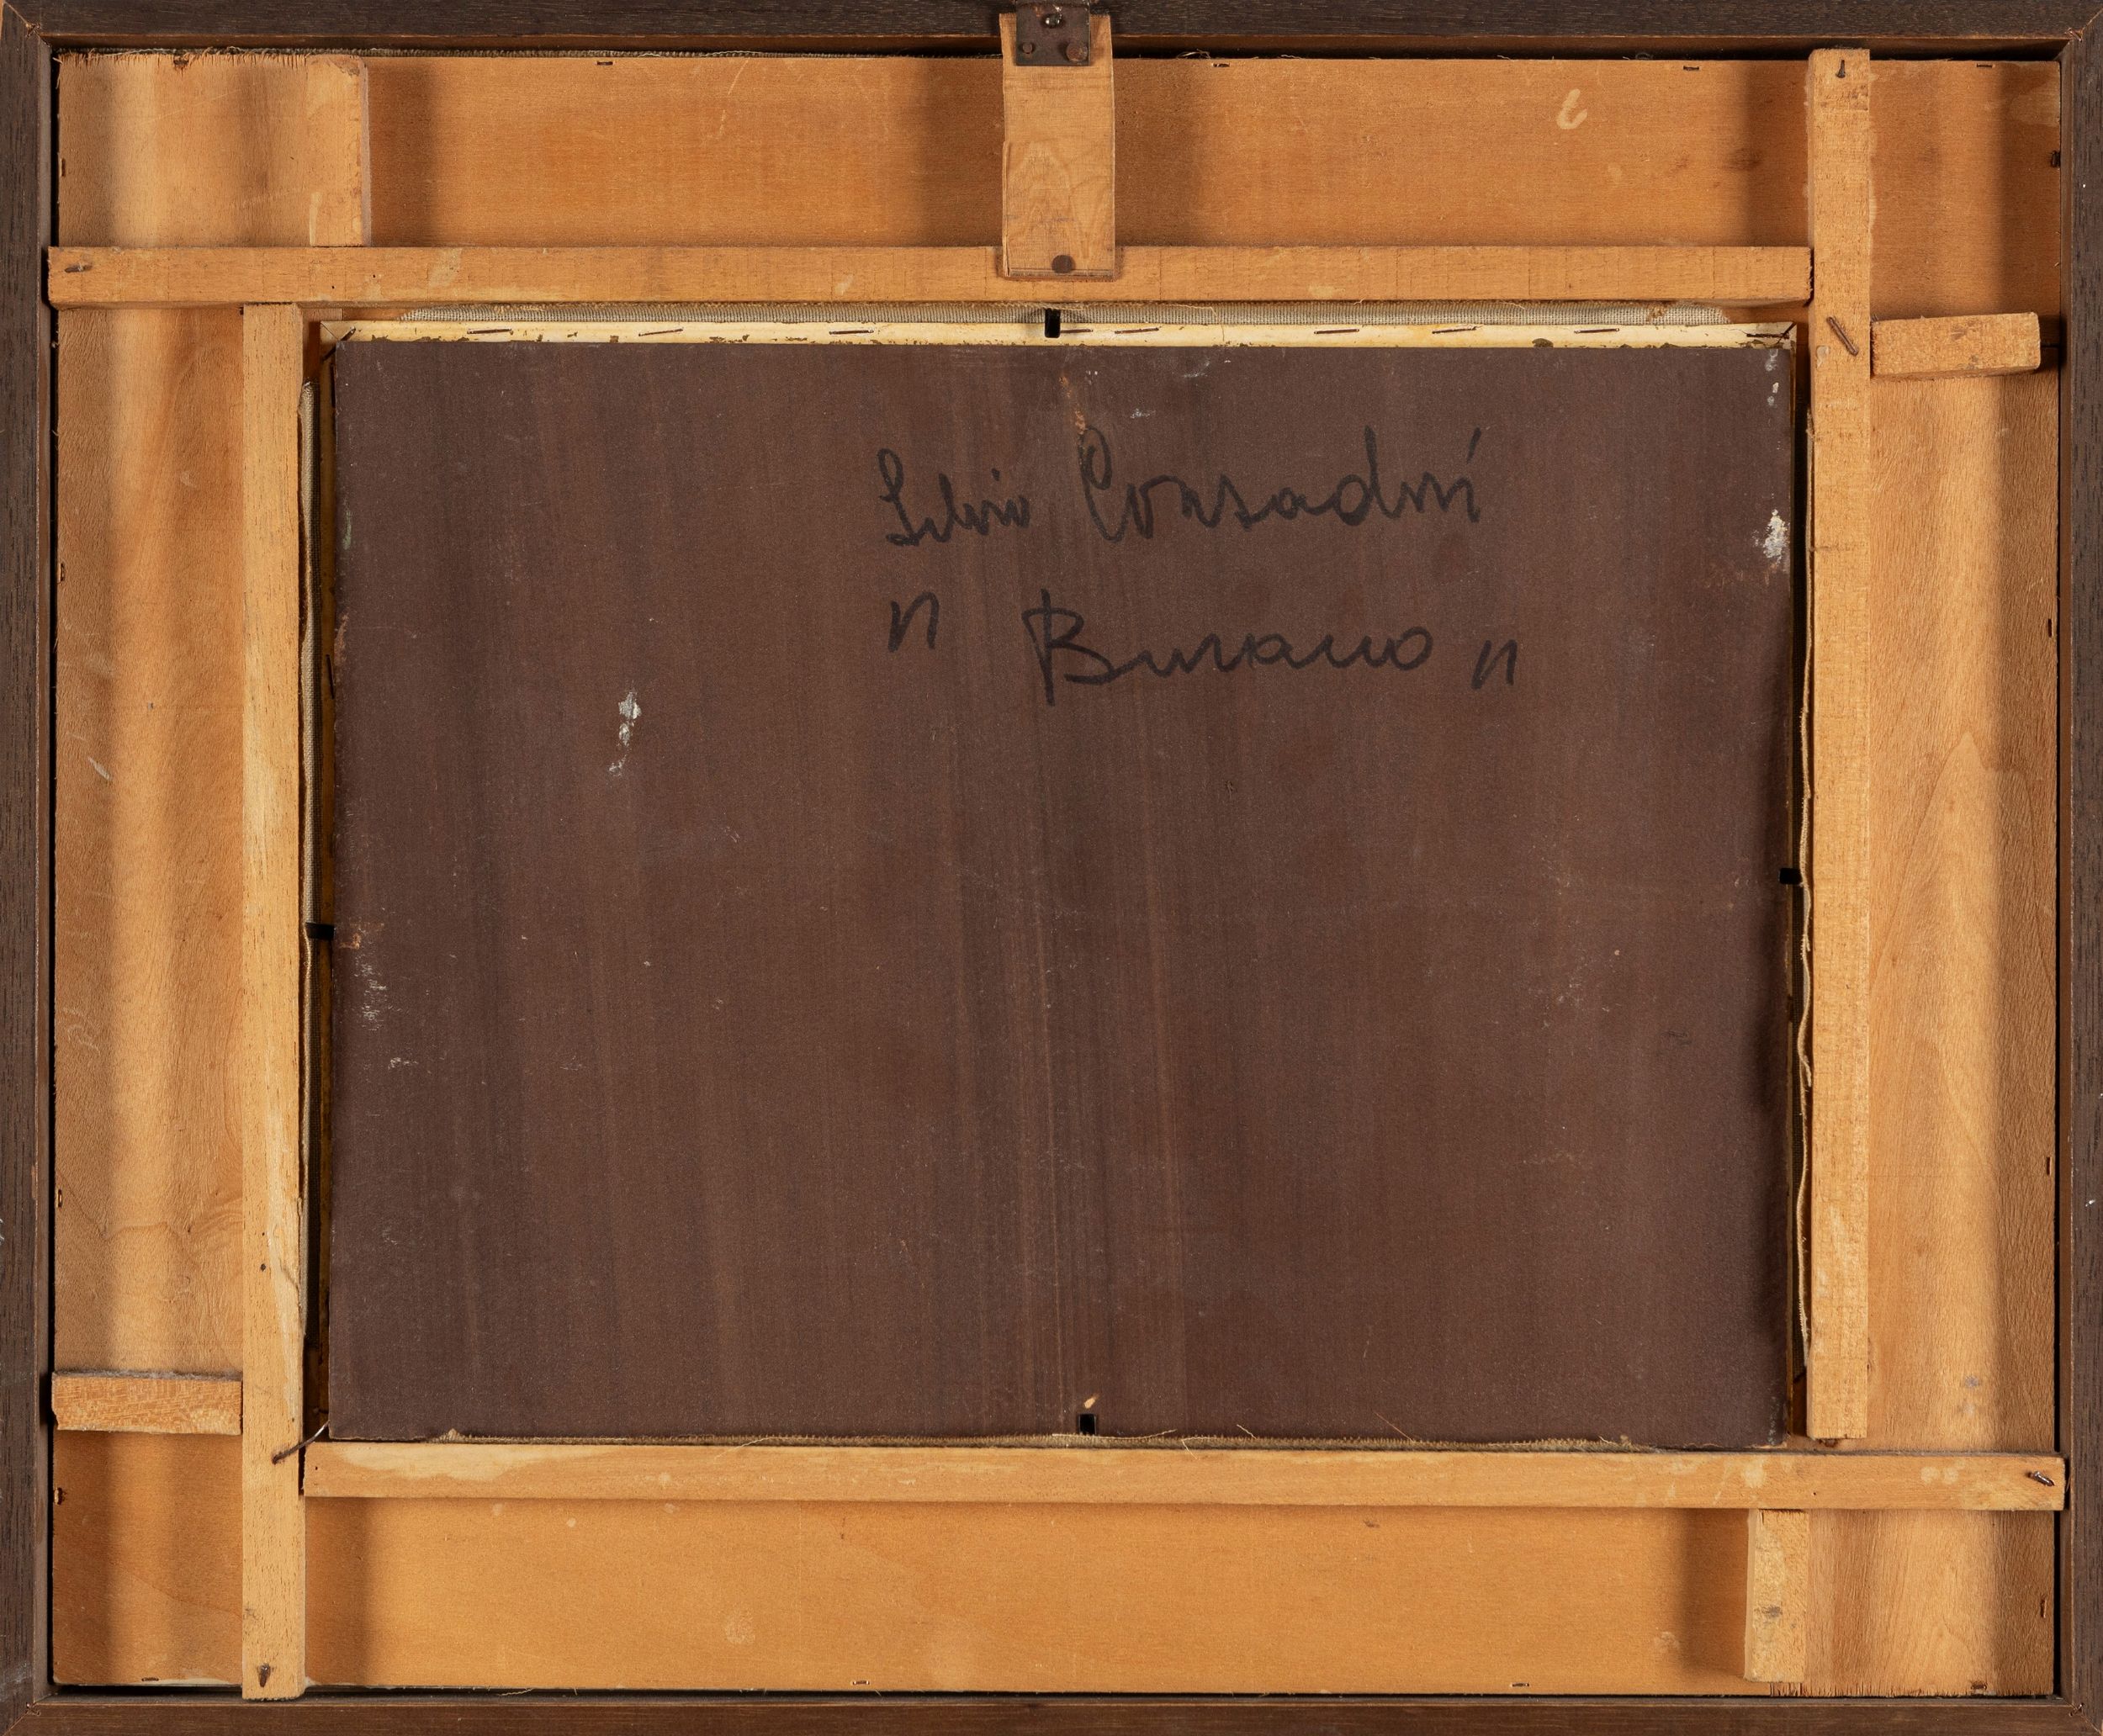 Silvio Consadori
" Burano "